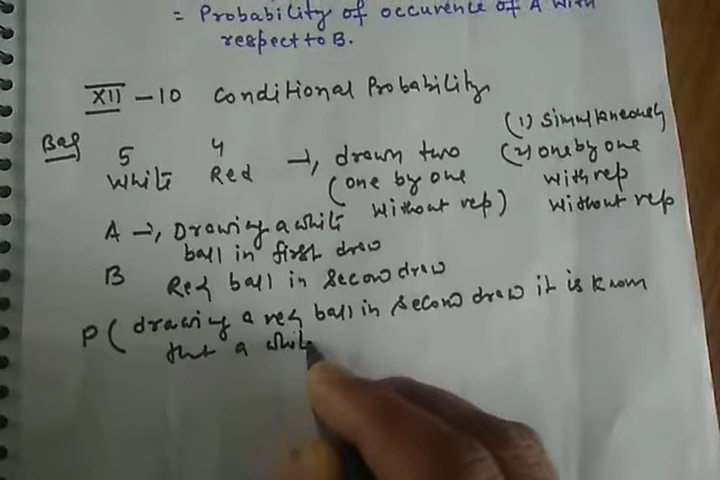 = Probability of occurence of A with
respect to B.
XII - 10 Conditional Probability
Bag
5 4
White Red → drawn two
(one by one
without rep)
(1) Simultaneously
(2) one by one
with rep
without rep
A → Drawing a white
ball in first draw
B Red ball in second draw
P( drawing a red ball in second draw it is known
that a whit